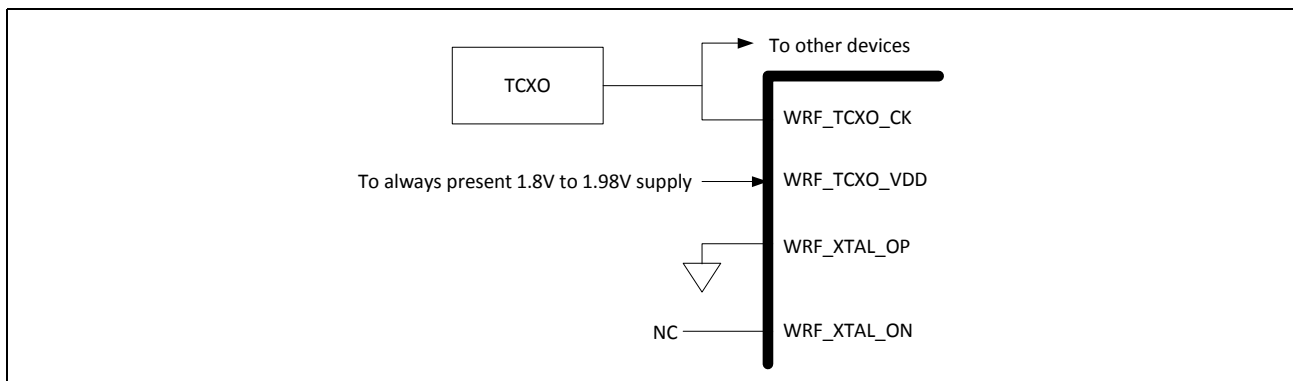 To other devices
TCXO
WRF_TCXO_CK
To always present 1.8V to 1.98V supply
WRF_TCXO_VDD
WRF_XTAL_OP
NC
WRF_XTAL_ON